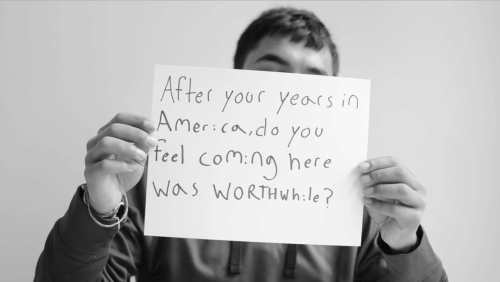 After your years in
America, do you
feel coming here
was WORTHWhile?